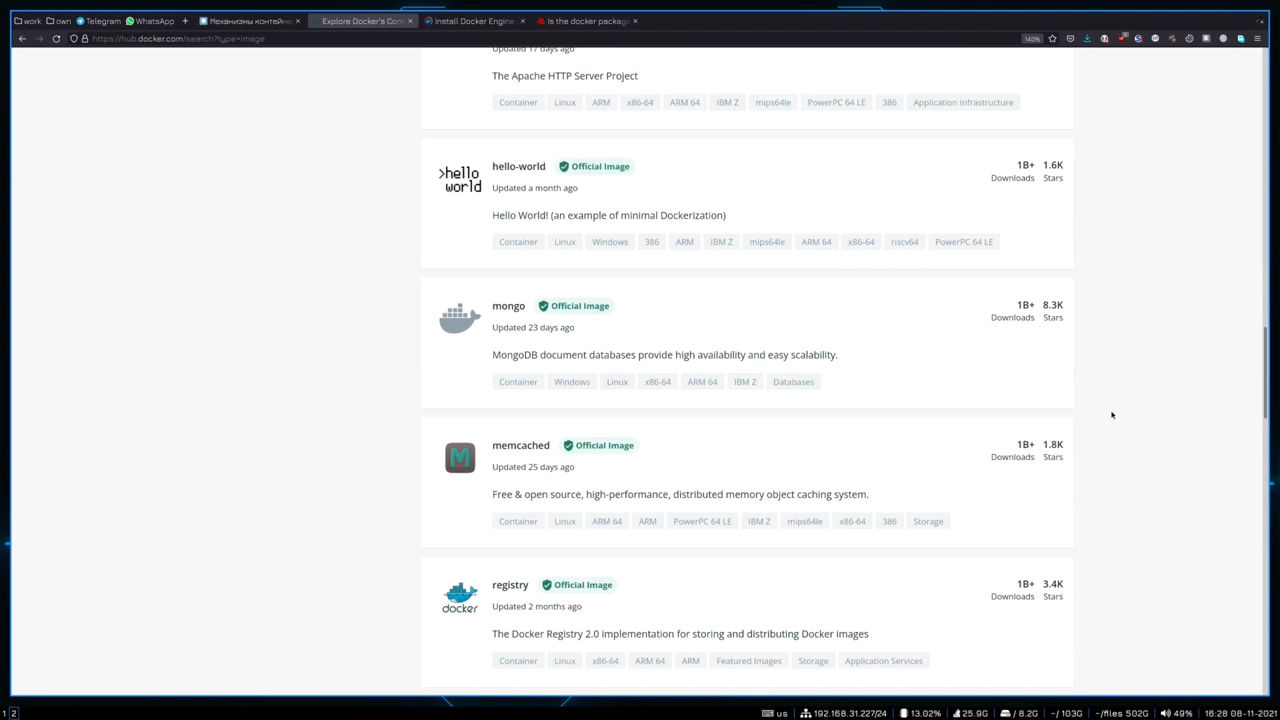 work own Telegram WhatsApp Механизмы контейне Explore Docker's Con Install Docker Engine Is the docker package
https://hub.docker.com/search?type=image 140%
Updated 17 days ago
The Apache HTTP Server Project
Container Linux ARM x86-64 ARM 64 IBM Z mips64le PowerPC 64 LE 386 Application Infrastructure
>hello
world
hello-world Official Image 1B+ 1.6K
Updated a month ago Downloads Stars
Hello World! (an example of minimal Dockerization)
Container Linux Windows 386 ARM IBM Z mips64le ARM 64 x86-64 riscv64 PowerPC 64 LE
mongo Official Image 1B+ 8.3K
Updated 23 days ago Downloads Stars
MongoDB document databases provide high availability and easy scalability.
Container Windows Linux x86-64 ARM 64 IBM Z Databases
M
memcached Official Image 1B+ 1.8K
Updated 25 days ago Downloads Stars
Free & open source, high-performance, distributed memory object caching system.
Container Linux ARM 64 ARM PowerPC 64 LE IBM Z mips64le x86-64 386 Storage
docker
registry Official Image 1B+ 3.4K
Updated 2 months ago Downloads Stars
The Docker Registry 2.0 implementation for storing and distributing Docker images
Container Linux x86-64 ARM 64 ARM Featured Images Storage Application Services
1 2 us 192.168.31.227/24 13.02% 25.9G / 8.2G ~/ 103G ~/files 502G 49% 16:28 08-11-2021